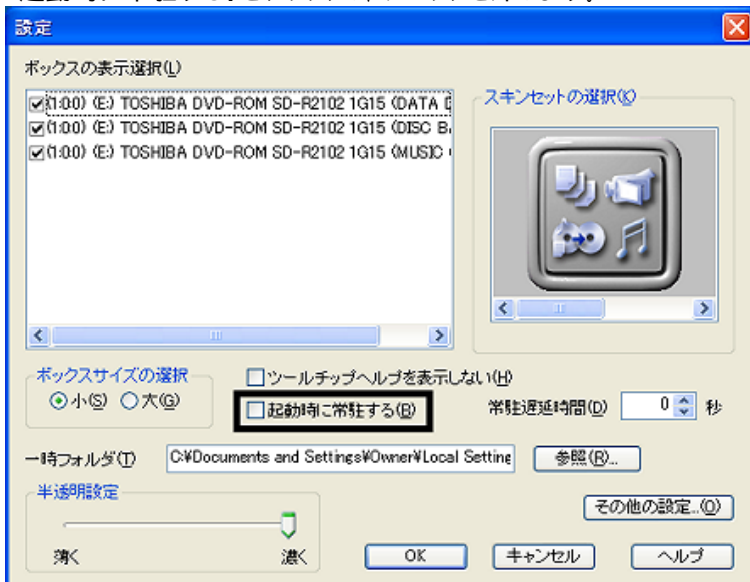 設定
ボックスの表示選択(L)
(1:0:0) (E:) TOSHIBA DVD-ROM SD-R2102 1G15 (DATA
(1:0:0) (E:) TOSHIBA DVD-ROM SD-R2102 1G15 (DISC
(1:0:0) (E:) TOSHIBA DVD-ROM SD-R2102 1G15 (MUSIC
スキンセットの選択(K)
ボックスサイズの選択
小(S) 大(G)
ツールチップヘルプを表示しない(H)
起動時に常駐する(B)
常駐遅延時間(D) 0 秒
一時フォルダ(T) C:¥Documents and Settings¥Owner¥Local Setting 参照(R)...
半透明設定
薄く 濃く
その他の設定...(O)
OK キャンセル ヘルプ